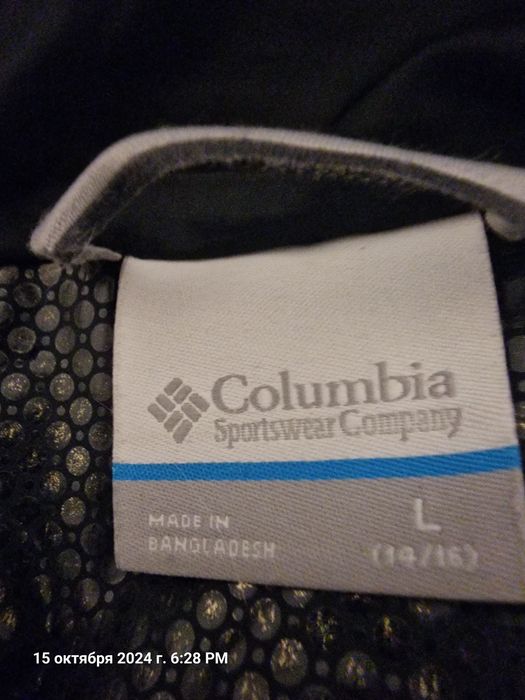 Columbia
Sportswear Company
MADE IN
BANGLADESH
L
(14/16)
15 октября 2024 г. 6:28 PM